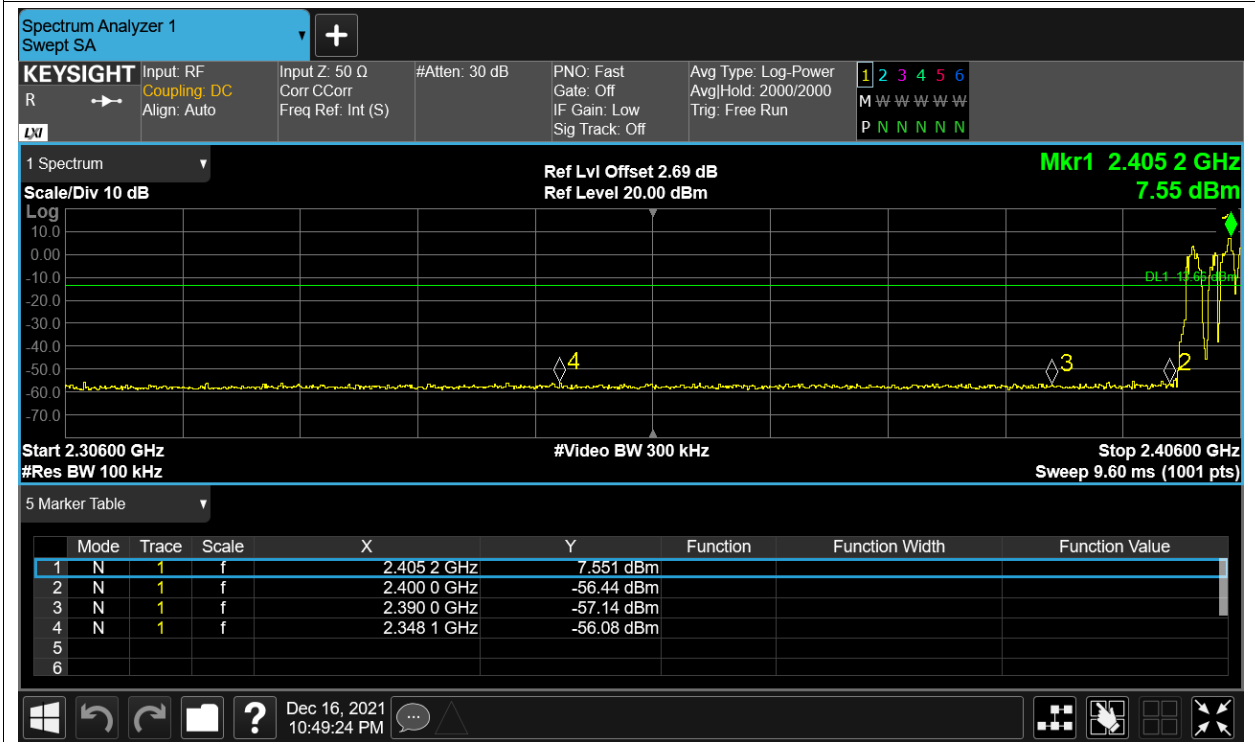 Spectrum Analyzer 1
Swept SA
KEYSIGHT Input: RF Input Z: 50 Ω #Atten: 30 dB PNO: Fast Avg Type: Log-Power 1 2 3 4 5 6
R Coupling: DC Corr CCorr Gate: Off Avg|Hold: 2000/2000 M W W W W W
Align: Auto Freq Ref: Int (S) IF Gain: Low Trig: Free Run
LXI Sig Track: Off P N N N N N
1 Spectrum Ref Lvl Offset 2.69 dB Mkr1 2.405 2 GHz
Scale/Div 10 dB Ref Level 20.00 dBm 7.55 dBm
Log
10.0
0.00
-10.0
DL1 -13.66 dBm
-20.0
-30.0
-40.0
4 3 2
-50.0
-60.0
-70.0
Start 2.30600 GHz #Video BW 300 kHz Stop 2.40600 GHz
#Res BW 100 kHz Sweep 9.60 ms (1001 pts)
5 Marker Table
Mode Trace Scale X Y Function Function Width Function Value
1 N 1 f 2.405 2 GHz 7.551 dBm
2 N 1 f 2.400 0 GHz -56.44 dBm
3 N 1 f 2.390 0 GHz -57.14 dBm
4 N 1 f 2.348 1 GHz -56.08 dBm
5
6
? Dec 16, 2021
10:49:24 PM